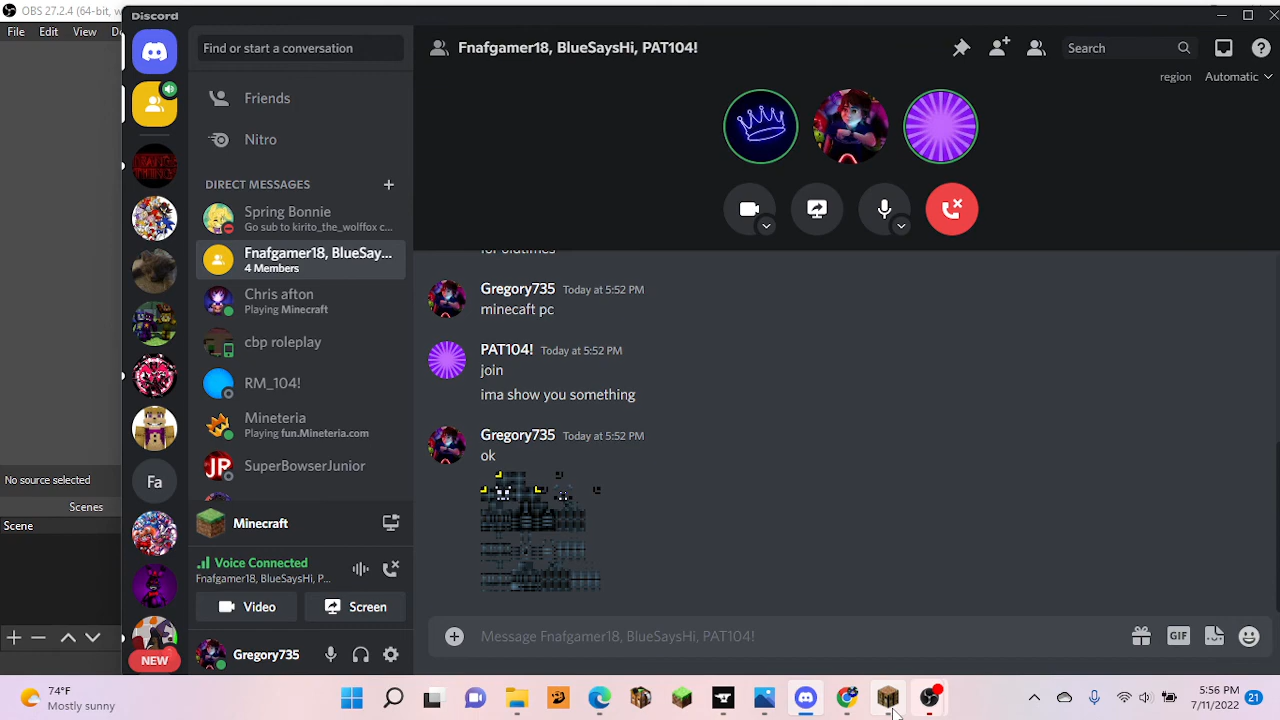 OBS 27.2.4 (64-bit, w
File
Edit
View
D
No source selected
Scenes
Scene
Discord
Find or start a conversation
Friends
Nitro
DIRECT MESSAGES
Spring Bonnie
Go sub to kirito_the_wolffox c...
Fnafgamer18, BlueSay...
4 Members
Chris afton
Playing Minecraft
cbp roleplay
RM_104!
Mineteria
Playing fun.Mineteria.com
SuperBowserJunior
JR
Fa
NEW
Minecraft
Voice Connected
Fnafgamer18, BlueSaysHi, P...
Video
Screen
Gregory735
Fnafgamer18, BlueSaysHi, PAT104!
Search
region
Automatic
for oldtimes
Gregory735 Today at 5:52 PM
minecaft pc
PAT104! Today at 5:52 PM
join
ima show you something
Gregory735 Today at 5:52 PM
ok
Message Fnafgamer18, BlueSaysHi, PAT104!
GIF
74°F
Mostly sunny
5:56 PM
7/11/2022
21